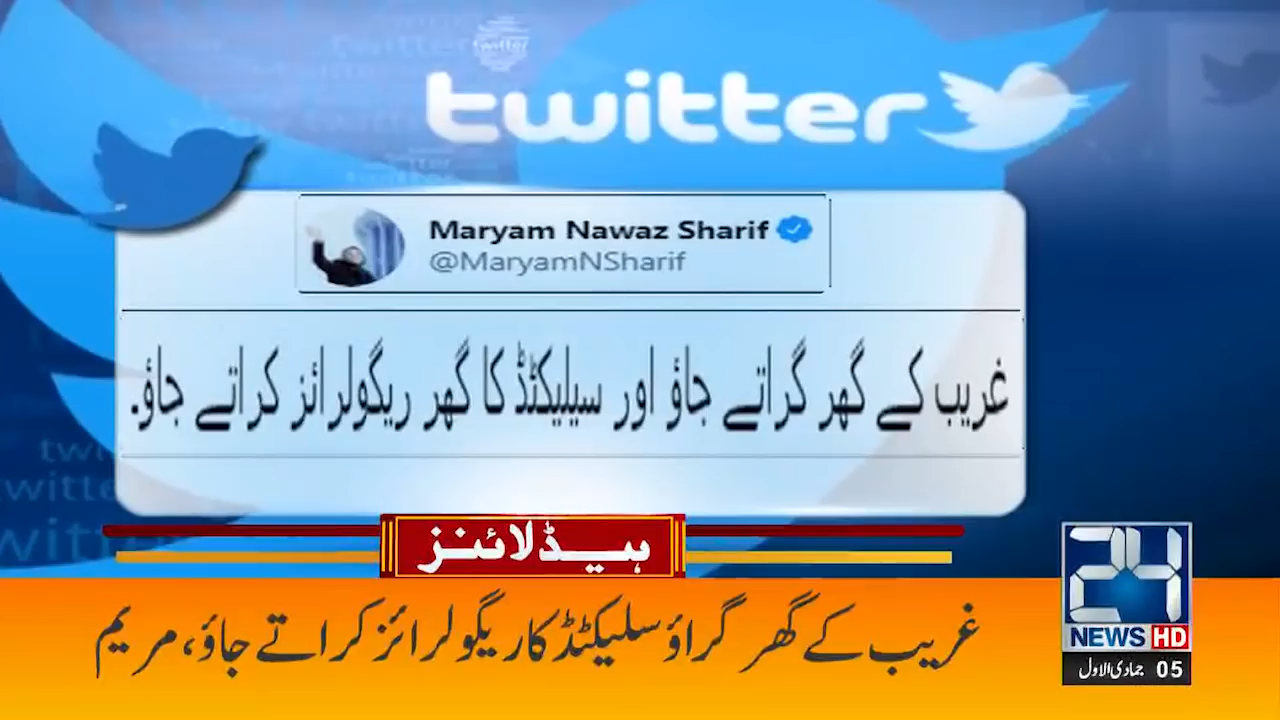 twitter
Maryam Nawaz Sharif
@MaryamNSharif
غریب کے گھر گراتے جاؤ اور سیلیکٹڈ کا گھر ریگولرائز کراتے جاؤ.
ہیڈلائنز
غریب کے گھر گراؤ سلیکٹڈ کا ریگولرائز کراتے جاؤ، مریم
24
NEWS HD
05 جمادی الاول